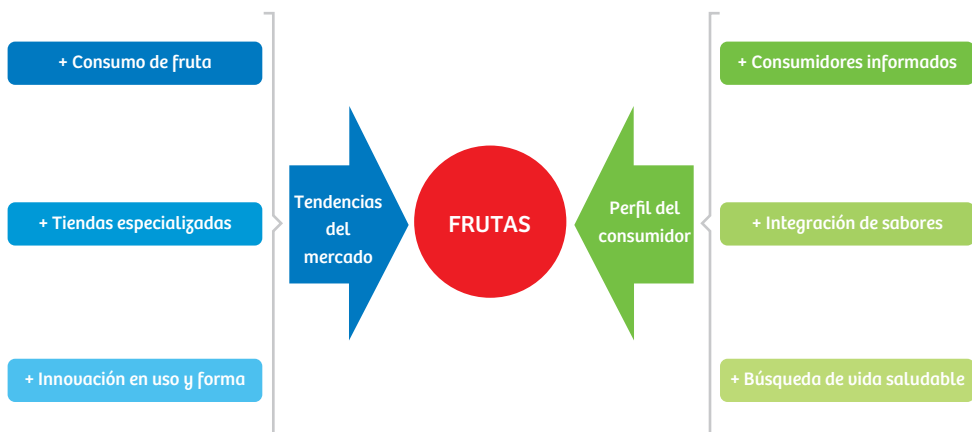 + Consumo de fruta
+ Tiendas especializadas
+ Innovación en uso y forma
Tendencias
del
mercado
FRUTAS
Perfil del
consumidor
+ Consumidores informados
+ Integración de sabores
+ Búsqueda de vida saludable